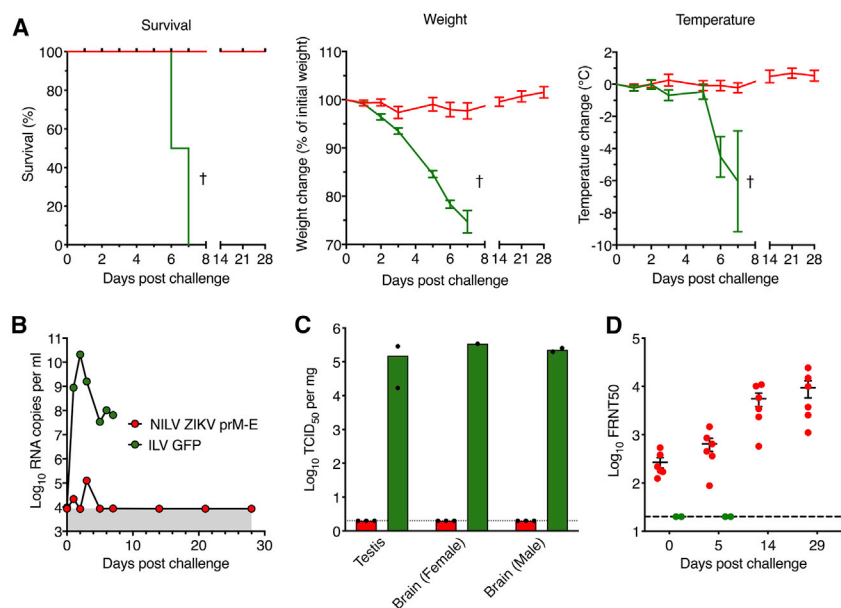 A
Survival
Weight
Temperature
Survival (%)
100
80
60
40
20
0
0 2 4 6 8 14 21 28
Days post challenge
†
Weight change (% of initial weight)
110
100
90
80
70
0 2 4 6 8 14 21 28
Days post challenge
†
Temperature change (°C)
2
0
-2
-4
-6
-8
-10
0 2 4 6 8 14 21 28
Days post challenge
†
B
Log10 RNA copies per ml
11
10
9
8
7
6
5
4
3
0 10 20 30
Days post challenge
NILV ZIKV prM-E
ILV GFP
C
Log10 TCID50 per mg
6
5
4
3
2
1
0
Testis
Brain (Female)
Brain (Male)
D
Log10 FRNT50
5
4
3
2
1
0 5 14 29
Days post challenge